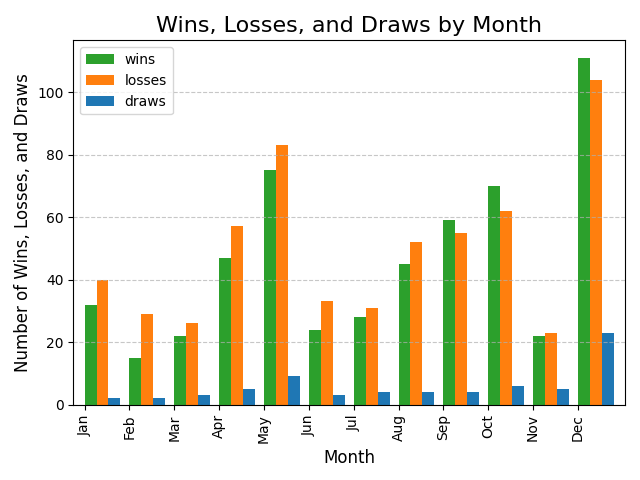 Wins, Losses, and Draws by Month
wins
losses
draws
Number of Wins, Losses, and Draws
100
80
60
40
20
0
Jan
Feb
Mar
Apr
May
Jun
Jul
Aug
Sep
Oct
Nov
Dec
Month